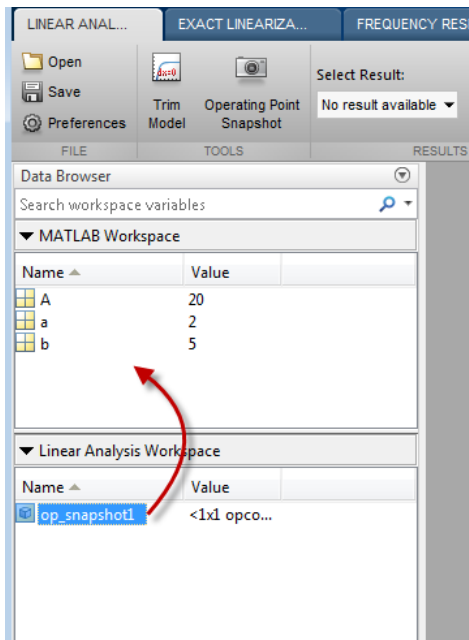 LINEAR ANAL... EXACT LINEARIZA... FREQUENCY RES
Open
Save
Preferences
dx=0
Trim Model
Operating Point Snapshot
Select Result:
No result available
FILE TOOLS RESULTS
Data Browser
Search workspace variables
MATLAB Workspace
Name Value
A 20
a 2
b 5
Linear Analysis Workspace
Name Value
op_snapshot1 <1x1 opco...